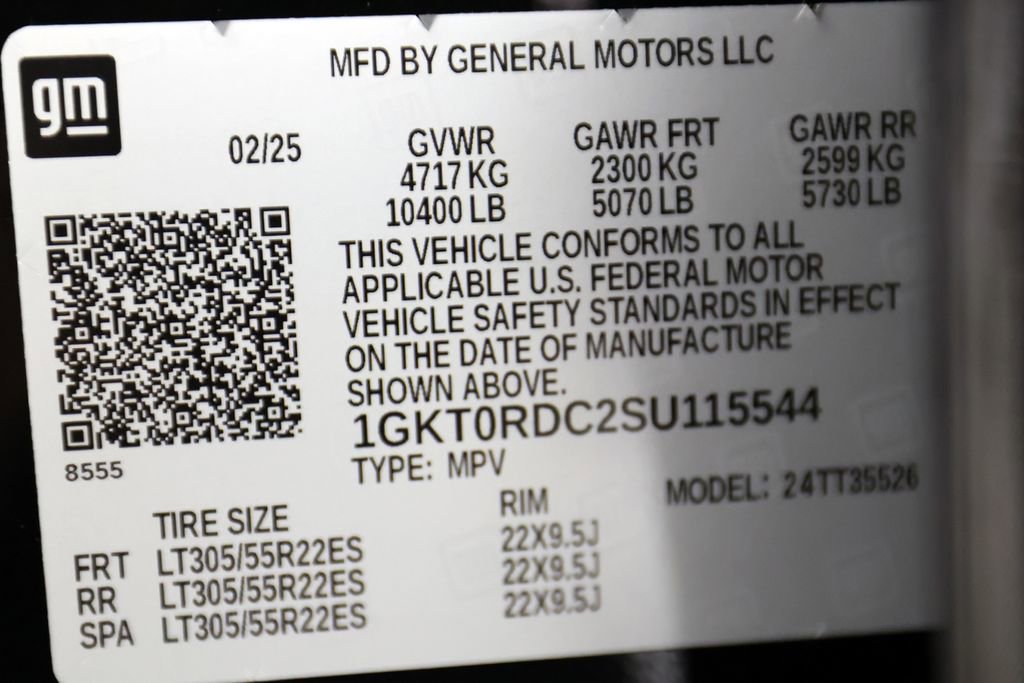 gm
MFD BY GENERAL MOTORS LLC
02/25
GVWR
4717 KG
10400 LB
GAWR FRT
2300 KG
5070 LB
GAWR RR
2599 KG
5730 LB
THIS VEHICLE CONFORMS TO ALL
APPLICABLE U.S. FEDERAL MOTOR
VEHICLE SAFETY STANDARDS IN EFFECT
ON THE DATE OF MANUFACTURE
SHOWN ABOVE.
1GKT0RDC2SU115544
8555
TYPE: MPV
MODEL: 24TT35526
TIRE SIZE RIM
FRT LT305/55R22ES 22X9.5J
RR LT305/55R22ES 22X9.5J
SPA LT305/55R22ES 22X9.5J